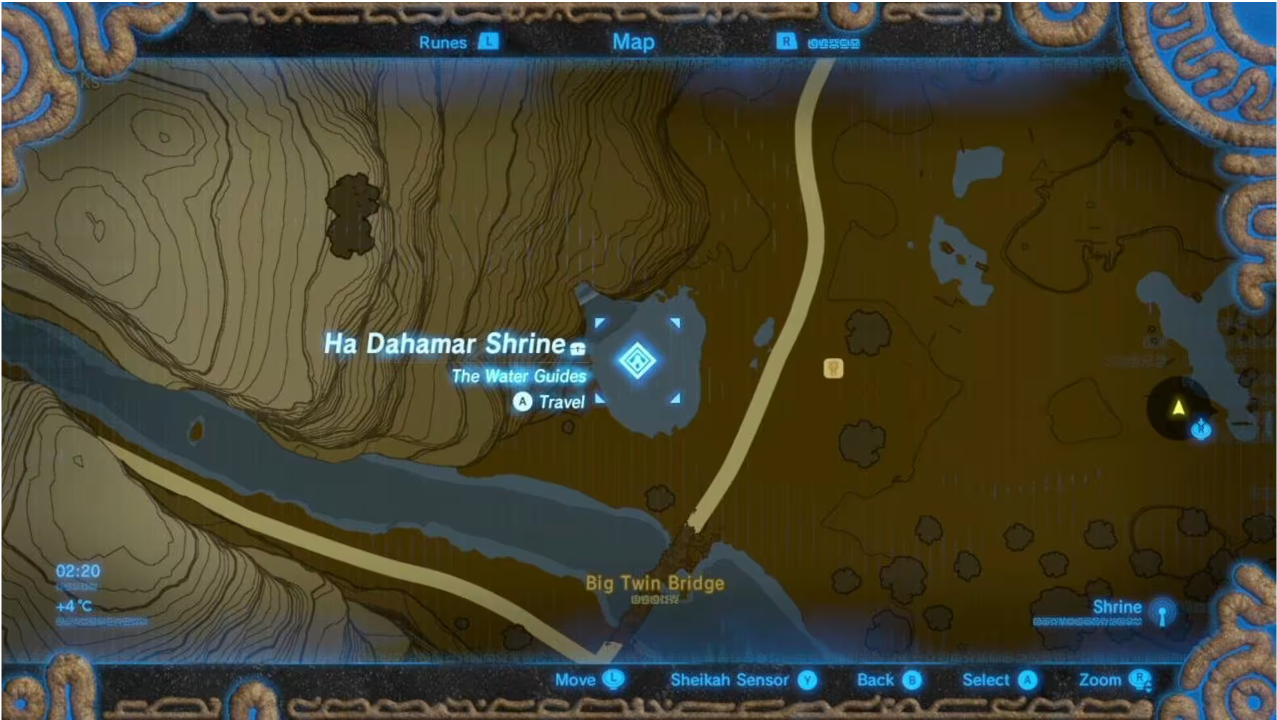 Runes L
Map
R
Ha Dahamar Shrine
The Water Guides
A Travel
Big Twin Bridge
02:20
+4°C
Shrine
Move L
Sheikah Sensor Y
Back B
Select A
Zoom R